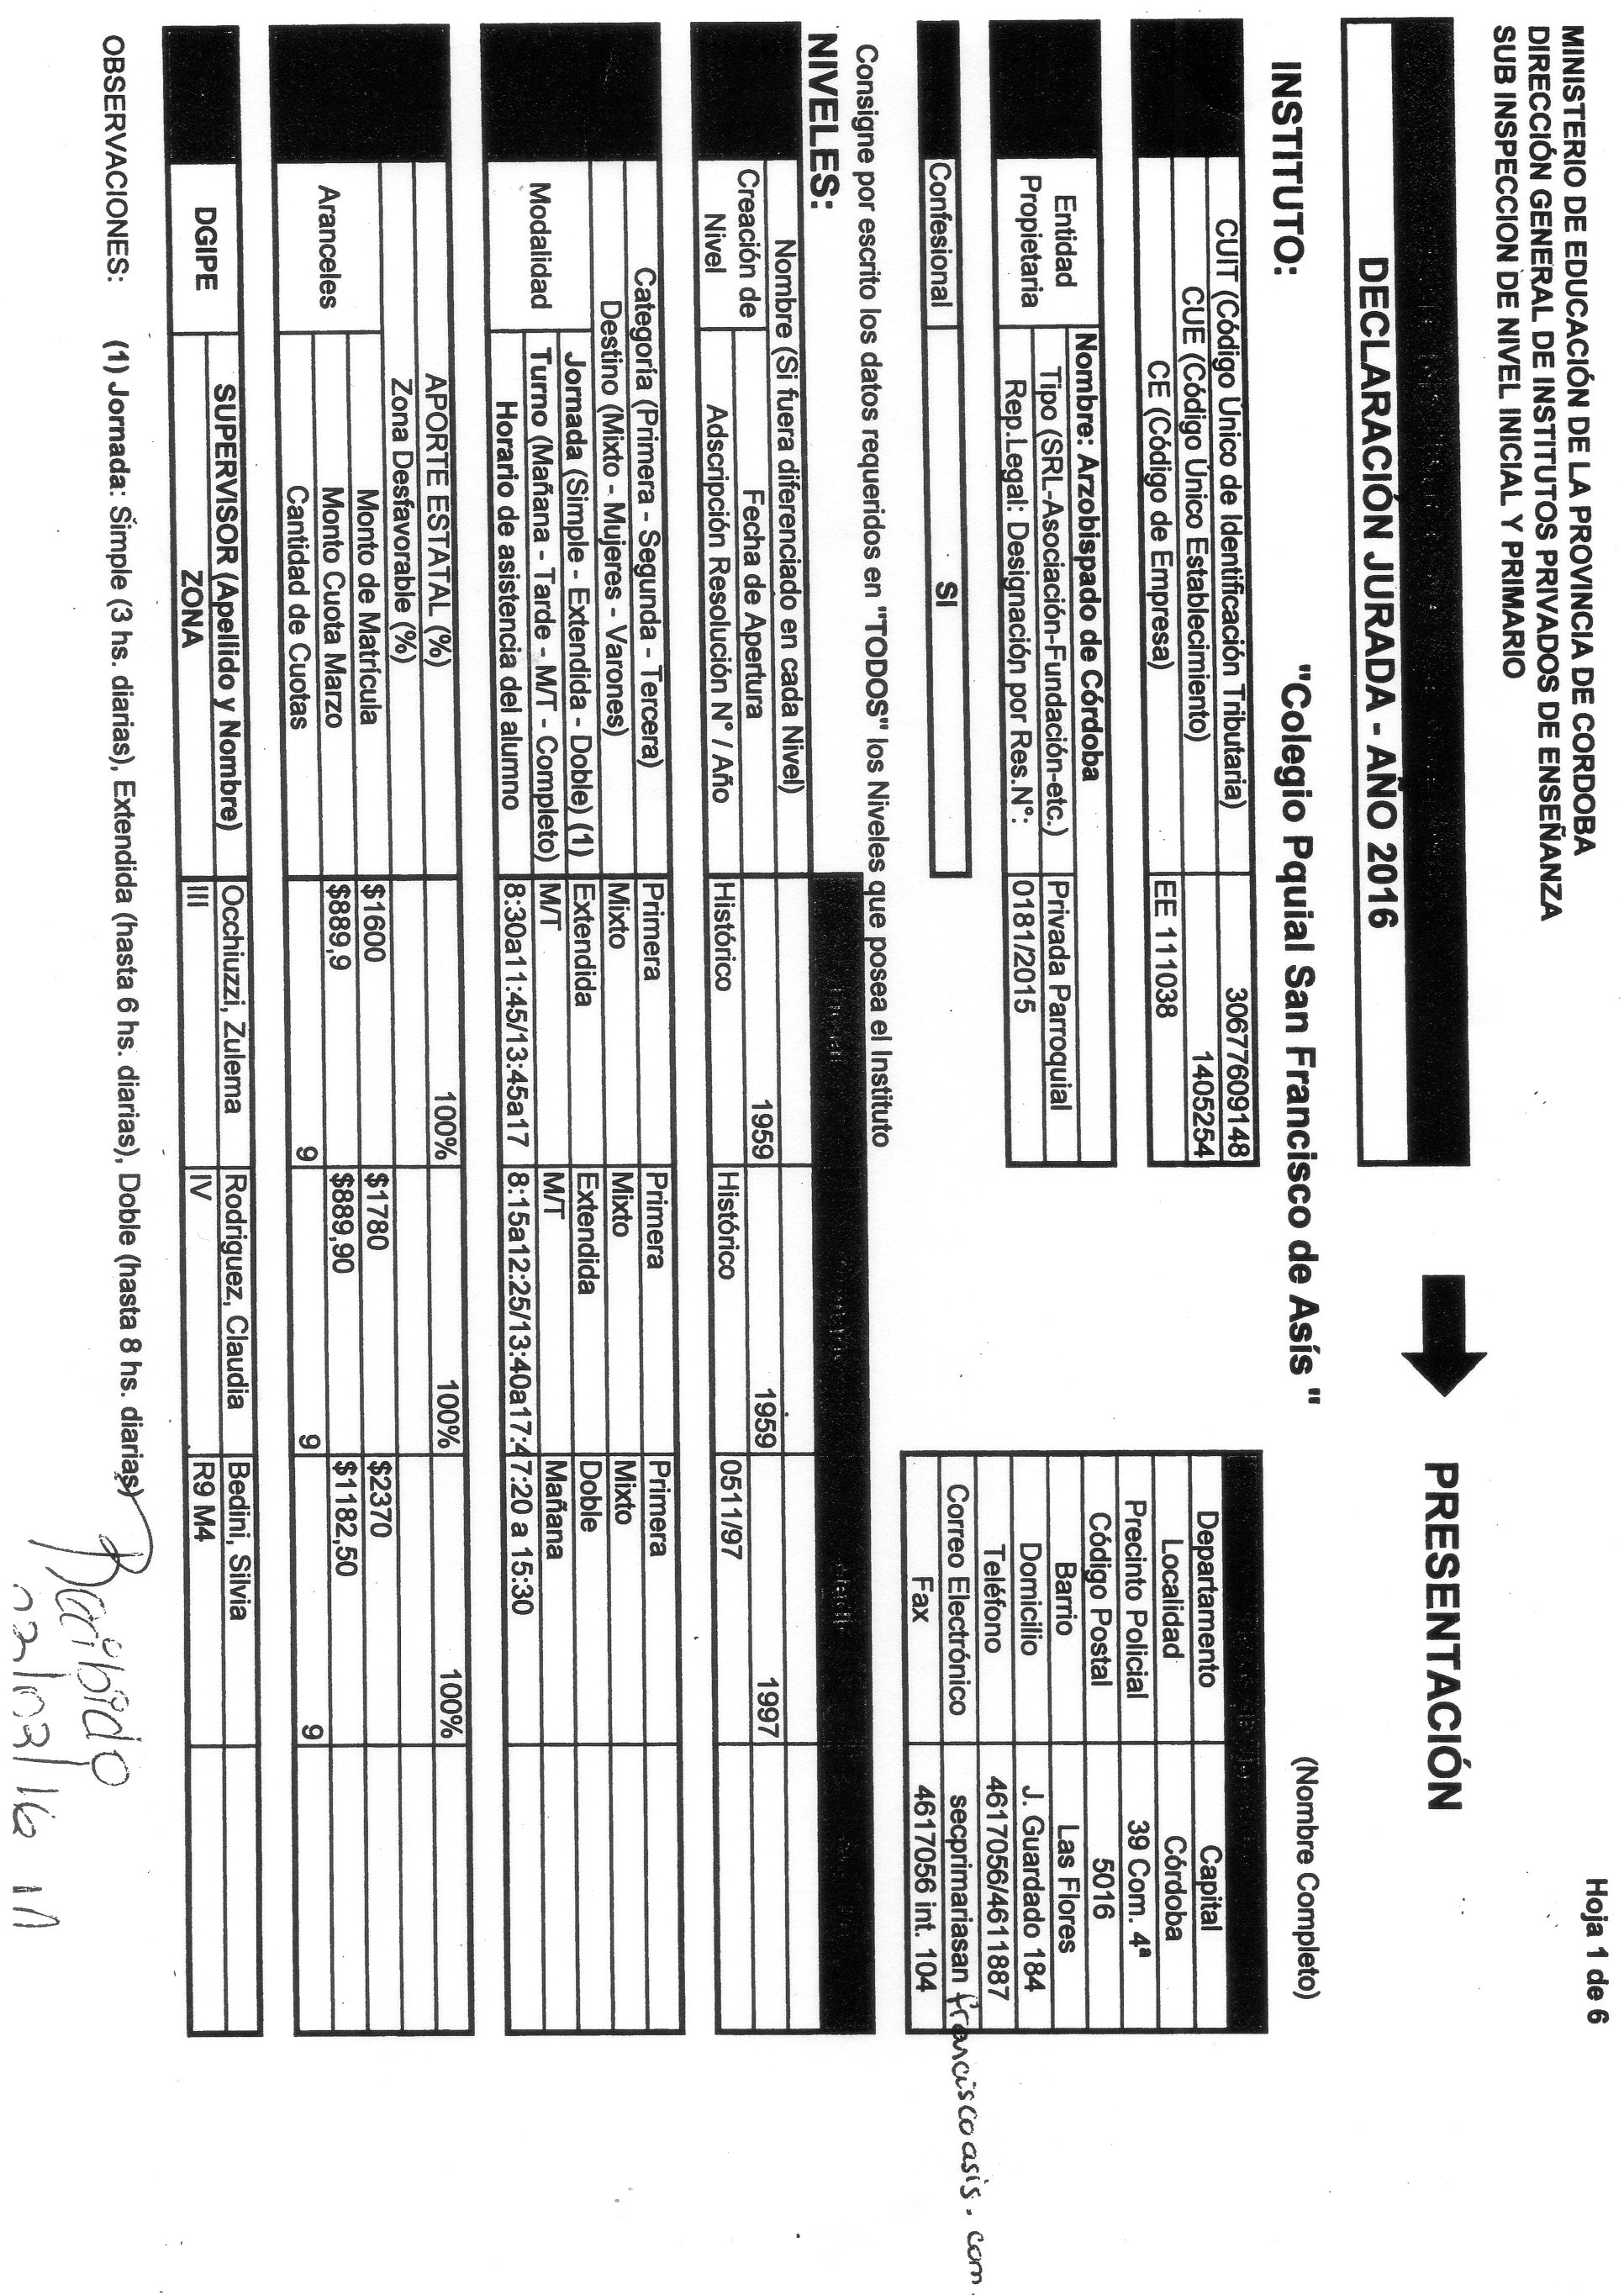 Hoja 1 de 6
MINISTERIO DE EDUCACIÓN DE LA PROVINCIA DE CORDOBA
DIRECCIÓN GENERAL DE INSTITUTOS PRIVADOS DE ENSEÑANZA
SUB INSPECCION DE NIVEL INICIAL Y PRIMARIO
DECLARACIÓN JURADA - AÑO 2016
PRESENTACIÓN
INSTITUTO: "Colegio Pquial San Francisco de Asís "
(Nombre Completo)
CUIT (Código Único de Identificación Tributaria) 30677609148
CUE (Código Único Establecimiento) 1405254
CE (Código de Empresa) EE 111038
Entidad Propietaria
Nombre: Arzobispado de Córdoba
Tipo (SRL-Asociación-Fundación-etc.) Privada Parroquial
Rep.Legal: Designación por Res.N°: 0181/2015
Confesional SI
Departamento Capital
Localidad Córdoba
Precinto Policial 39 Com. 4ª
Código Postal 5016
Barrio Las Flores
Domicilio J. Guardado 184
Teléfono 4617056/4611887
Correo Electrónico secprimariasan franciscoasis.com.
Fax 4617056 int. 104
Consigne por escrito los datos requeridos en "TODOS" los Niveles que posea el Instituto
NIVELES:
Nombre (Si fuera diferenciado en cada Nivel)
Creación de Nivel
Fecha de Apertura 1959 1959 1997
Adscripción Resolución N° / Año Histórico Histórico 0511/97
Categoría (Primera - Segunda - Tercera) Primera Primera Primera
Destino (Mixto - Mujeres - Varones) Mixto Mixto Mixto
Modalidad
Jornada (Simple - Extendida - Doble) (1) Extendida Extendida Doble
Turno (Mañana - Tarde - M/T - Completo) M/T M/T Mañana
Horario de asistencia del alumno 8:30a11:45/13:45a17 8:15a12:25/13:40a17:4 7:20 a 15:30
APORTE ESTATAL (%) 100% 100% 100%
Zona Desfavorable (%)
Aranceles
Monto de Matrícula $1600 $1780 $2370
Monto Cuota Marzo $889,9 $889,90 $1182,50
Cantidad de Cuotas 9 9 9
DGIPE
SUPERVISOR (Apellido y Nombre) Occhiuzzi, Zulema Rodriguez, Claudia Bedini, Silvia
ZONA III IV R9 M4
OBSERVACIONES: (1) Jornada: Simple (3 hs. diarias), Extendida (hasta 6 hs. diarias), Doble (hasta 8 hs. diarias)
Recibido
02/03/16